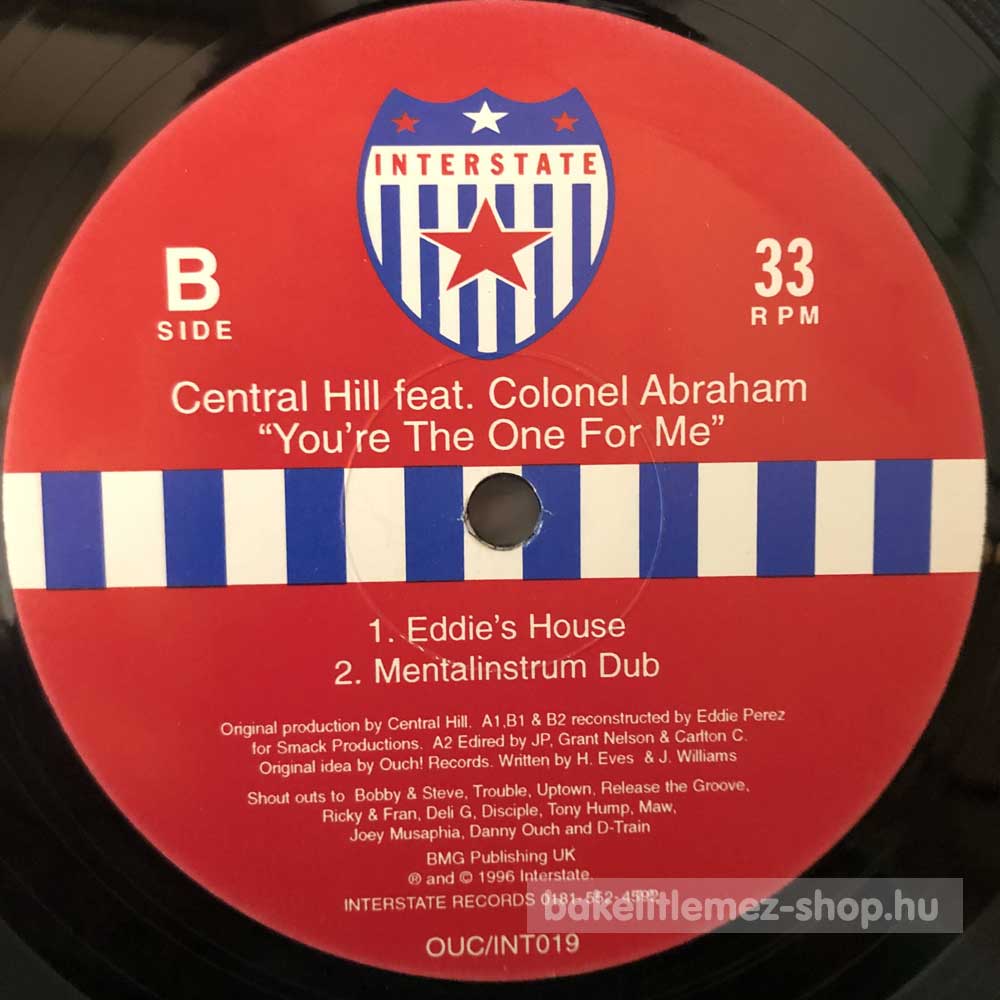 INTERSTATE
B
SIDE
33
RPM
Central Hill feat. Colonel Abraham
“You’re The One For Me”
1. Eddie’s House
2. Mentalinstrum Dub
Original production by Central Hill. A1,B1 & B2 reconstructed by Eddie Perez
for Smack Productions. A2 Edired by JP, Grant Nelson & Carlton C.
Original idea by Ouch! Records. Written by H. Eves & J. Williams
Shout outs to Bobby & Steve, Trouble, Uptown, Release the Groove,
Ricky & Fran, Deli G, Disciple, Tony Hump, Maw,
Joey Musaphia, Danny Ouch and D-Train
BMG Publishing UK
® and © 1996 Interstate.
INTERSTATE RECORDS 0181-552-4592
bakelitlemez-shop.hu
OUC/INT019